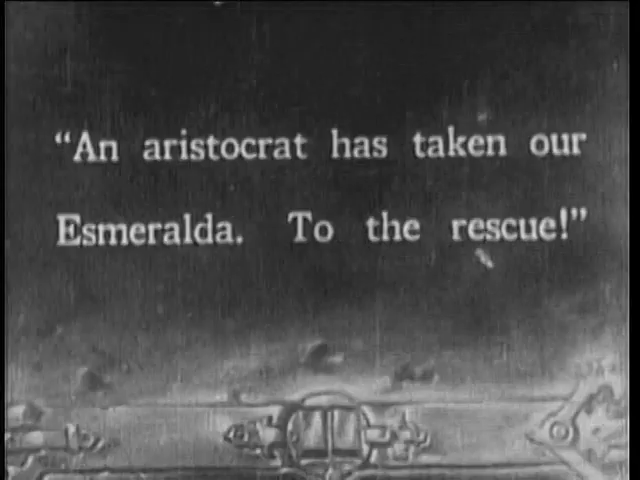 “An aristocrat has taken our
Esmeralda. To the rescue!”